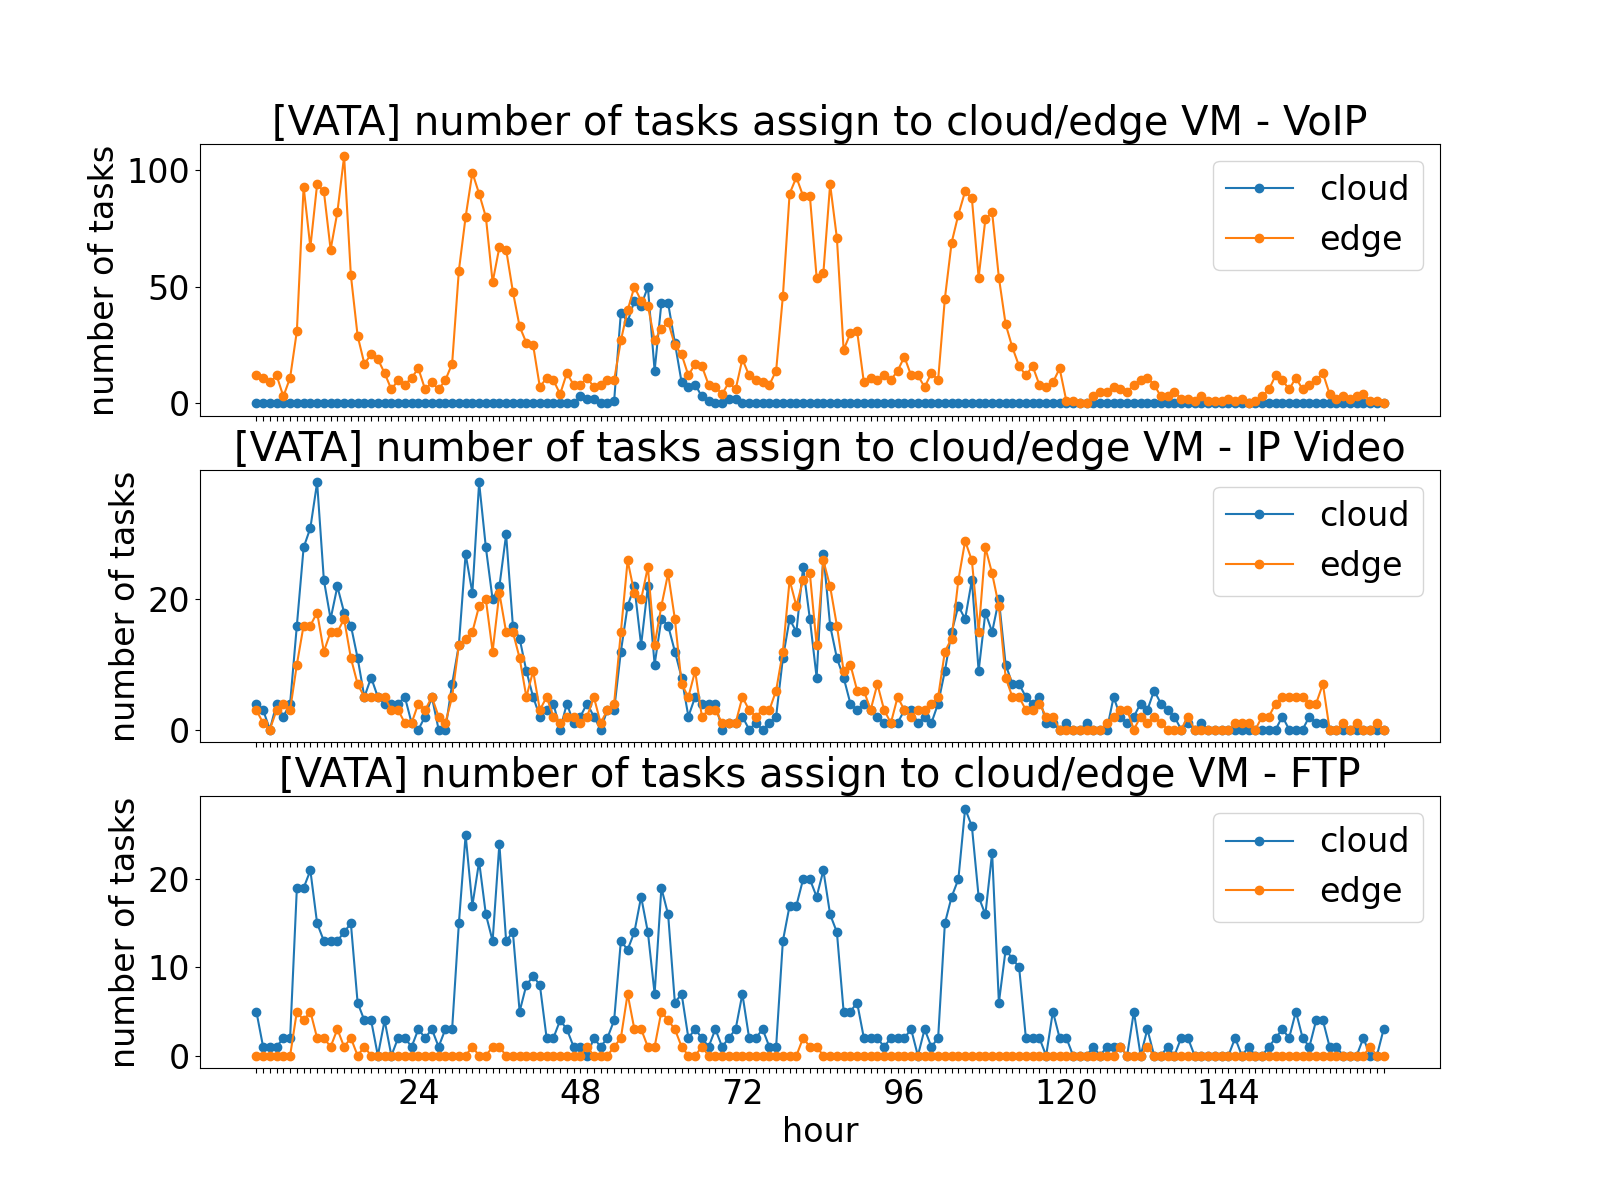 [VATA] number of tasks assign to cloud/edge VM - VoIP
number of tasks
100
50
0
cloud
edge
[VATA] number of tasks assign to cloud/edge VM - IP Video
number of tasks
20
0
cloud
edge
[VATA] number of tasks assign to cloud/edge VM - FTP
number of tasks
20
10
0
cloud
edge
24 48 72 96 120 144
hour